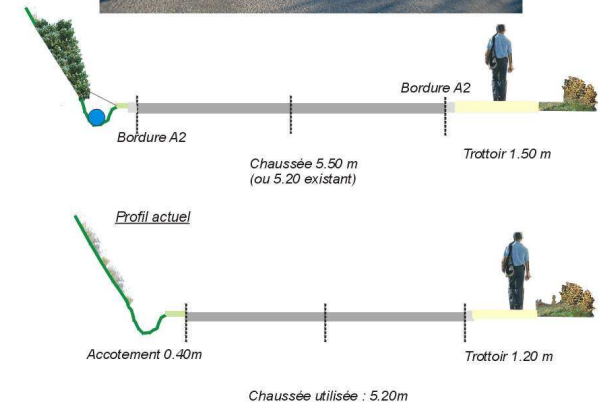 Bordure A2
Bordure A2
Chaussée 5.50 m
(ou 5.20 existant)
Trottoir 1.50 m
Profil actuel
Accotement 0.40m
Trottoir 1.20 m
Chaussée utilisée : 5.20m